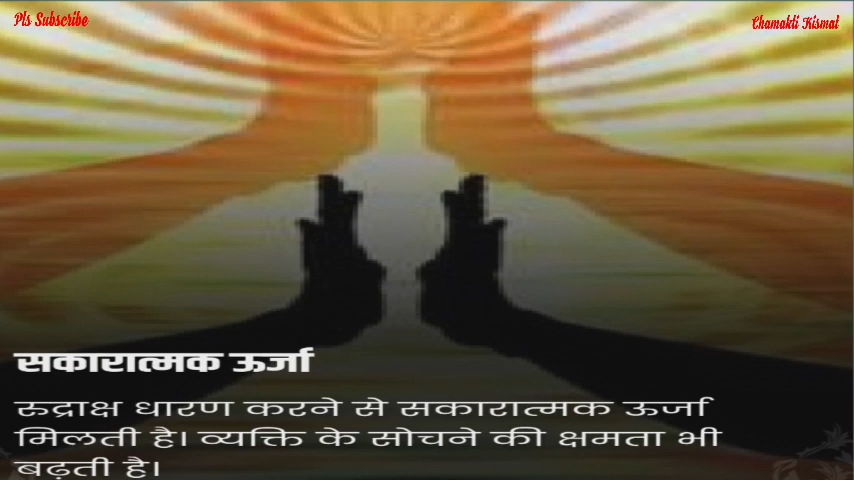 Pls Subscribe
Chamakti Kismat
सकारात्मक ऊर्जा
रुद्राक्ष धारण करने से सकारात्मक ऊर्जा
मिलती है। व्यक्ति के सोचने की क्षमता भी
बढ़ती है।